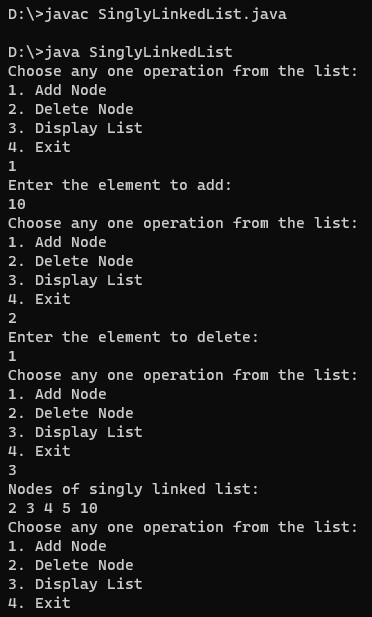 D:\>javac SinglyLinkedList.java
D:\>java SinglyLinkedList
Choose any one operation from the list:
1. Add Node
2. Delete Node
3. Display List
4. Exit
1
Enter the element to add:
10
Choose any one operation from the list:
1. Add Node
2. Delete Node
3. Display List
4. Exit
2
Enter the element to delete:
1
Choose any one operation from the list:
1. Add Node
2. Delete Node
3. Display List
4. Exit
3
Nodes of singly linked list:
2 3 4 5 10
Choose any one operation from the list:
1. Add Node
2. Delete Node
3. Display List
4. Exit